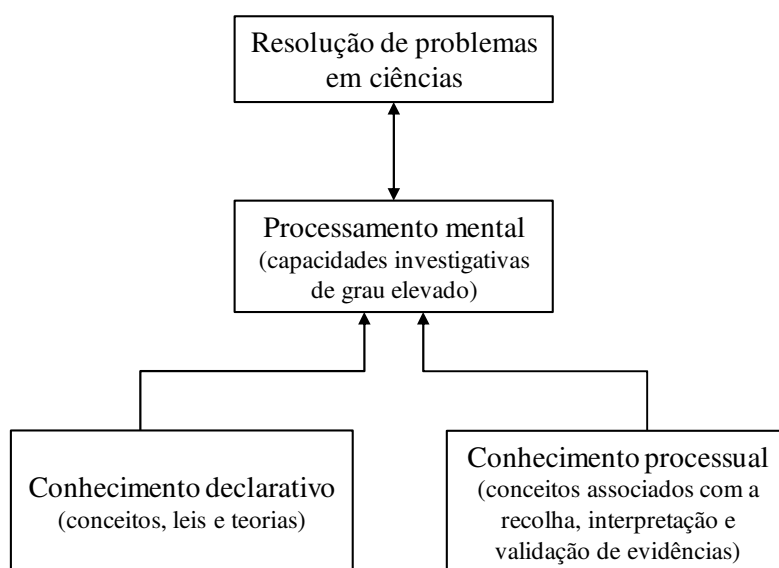 Resolução de problemas
em ciências
Processamento mental
(capacidades investigativas
de grau elevado)
Conhecimento declarativo
(conceitos, leis e teorias)
Conhecimento processual
(conceitos associados com a
recolha, interpretação e
validação de evidências)